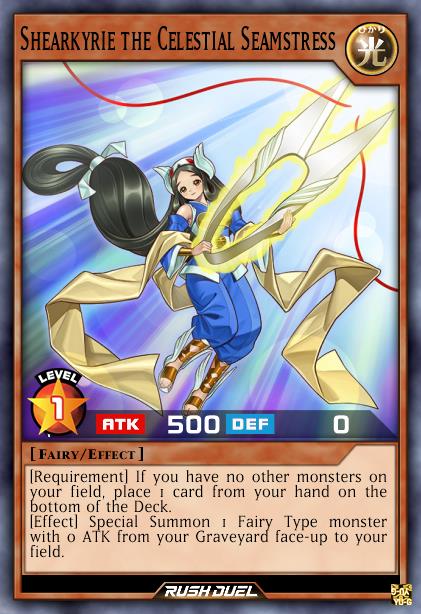 Shearkyrie the Celestial Seamstress
ひかり
光
LEVEL
1
ATK 500 DEF 0
[Fairy/Effect]
[Requirement] If you have no other monsters on
your field, place 1 card from your hand on the
bottom of the Deck.
[Effect] Special Summon 1 Fairy Type monster
with 0 ATK from your Graveyard face-up to your
field.
RUSH DUEL